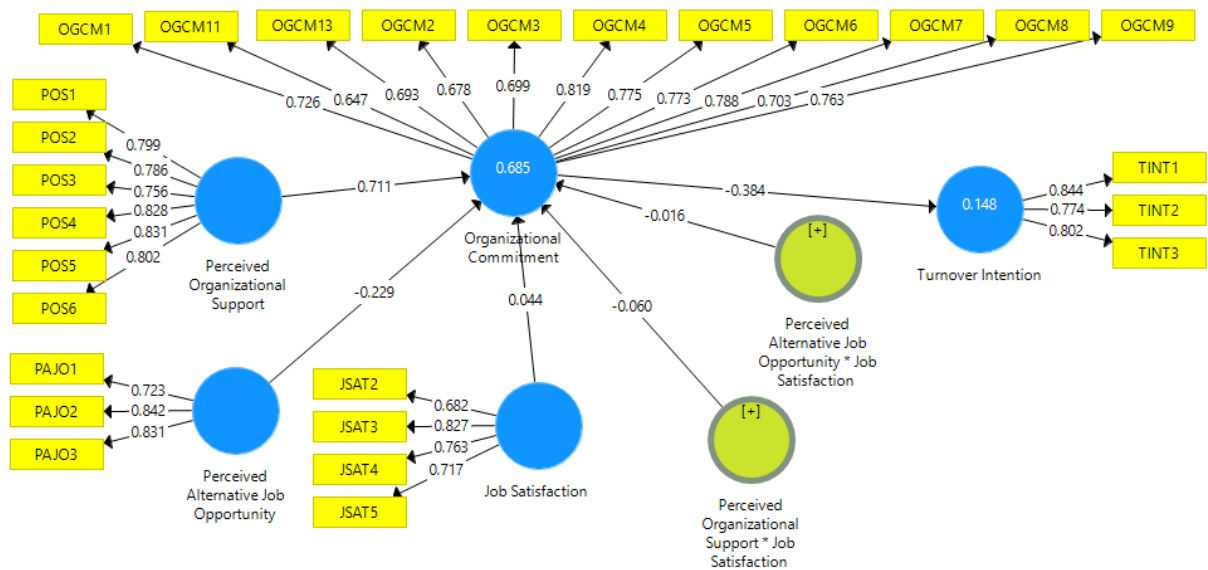 OGCM1
OGCM11
OGCM13
OGCM2
OGCM3
OGCM4
OGCM5
OGCM6
OGCM7
OGCM8
OGCM9
0.726
0.647
0.693
0.678
0.699
0.819
0.775
0.773
0.788
0.703
0.763
POS1
POS2
POS3
POS4
POS5
POS6
0.799
0.786
0.756
0.828
0.831
0.802
Perceived
Organizational
Support
0.711
0.685
Organizational
Commitment
-0.384
0.148
Turnover Intention
0.844
0.774
0.802
TINT1
TINT2
TINT3
-0.016
[+]
Perceived
Alternative Job
Opportunity * Job
Satisfaction
-0.229
0.044
-0.060
PAJO1
PAJO2
PAJO3
0.723
0.842
0.831
Perceived
Alternative Job
Opportunity
JSAT2
JSAT3
JSAT4
JSAT5
0.682
0.827
0.763
0.717
Job Satisfaction
[+]
Perceived
Organizational
Support * Job
Satisfaction